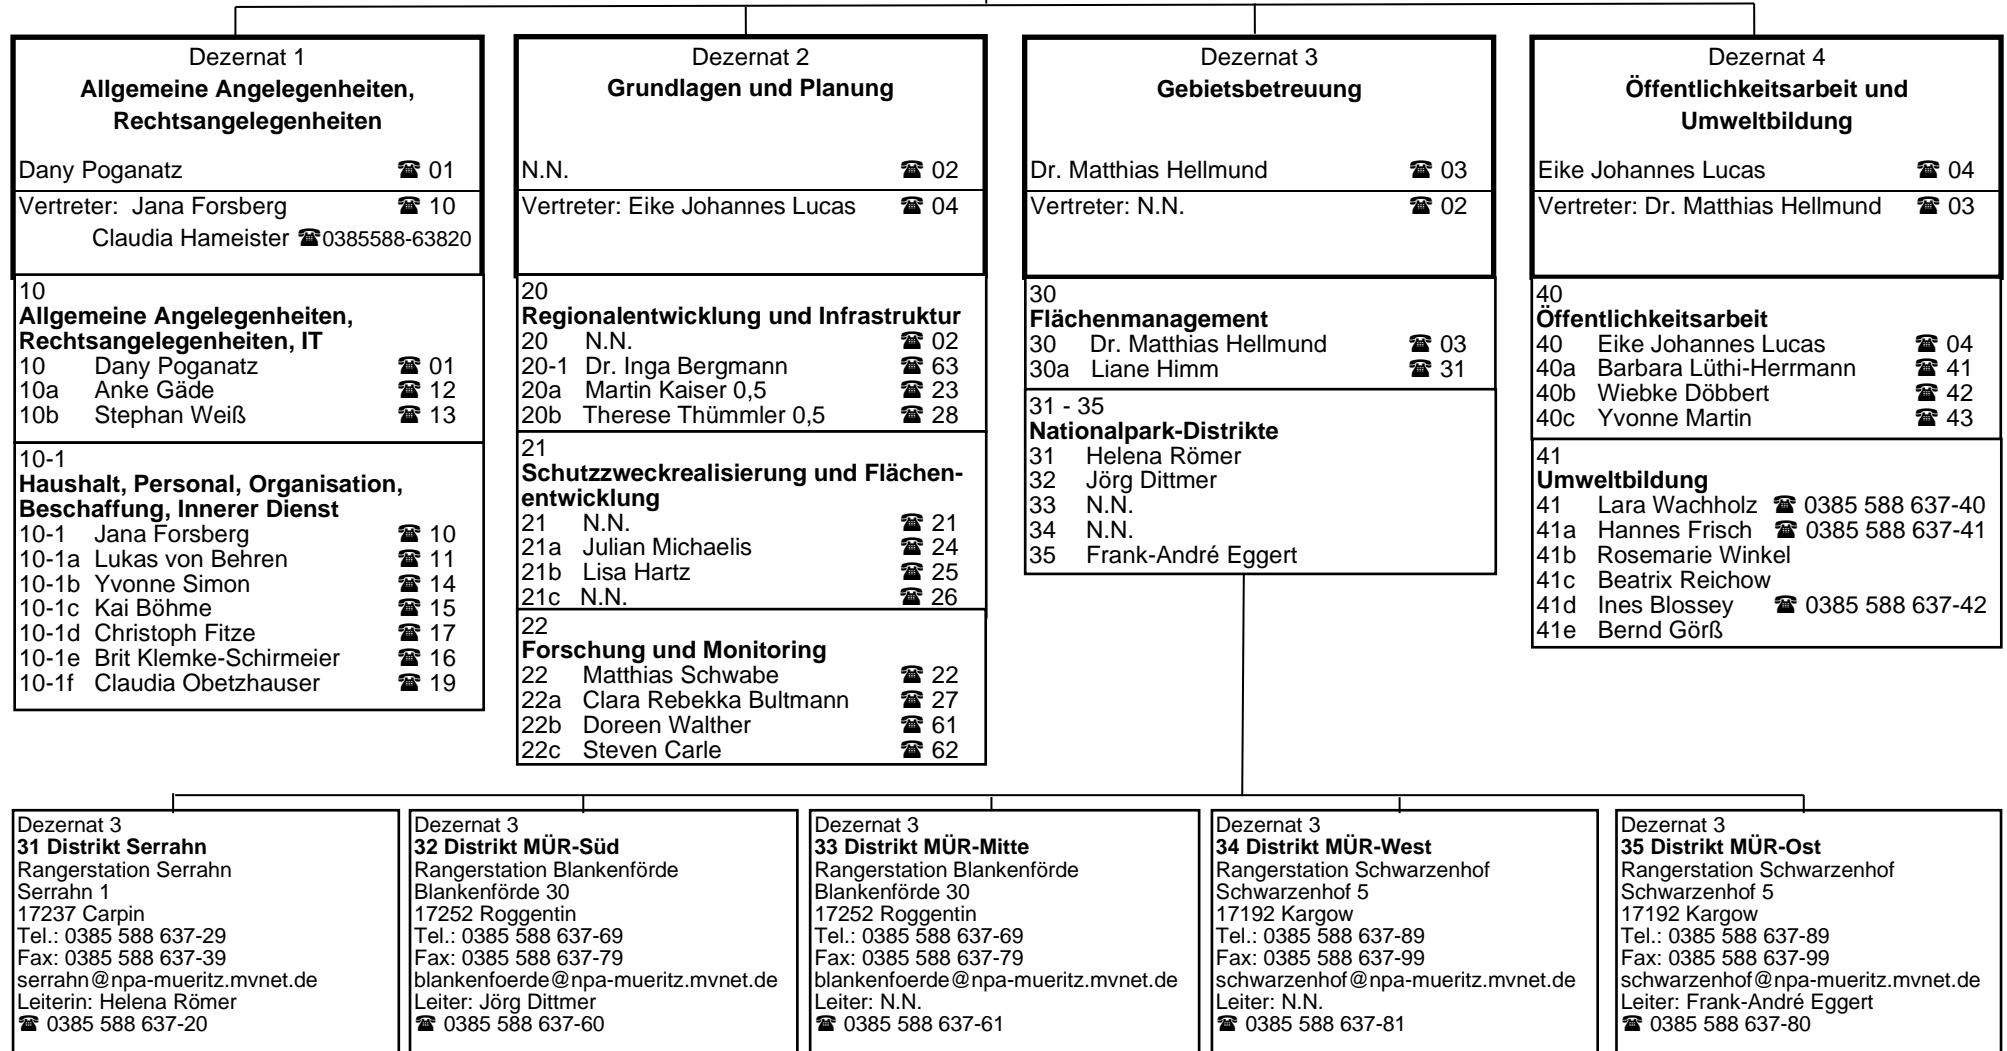 Dezernat 1
Allgemeine Angelegenheiten,
Rechtsangelegenheiten
Dany Poganatz ☎ 01
Vertreter: Jana Forsberg ☎ 10
Claudia Hameister ☎0385588-63820
10
Allgemeine Angelegenheiten,
Rechtsangelegenheiten, IT
10 Dany Poganatz ☎ 01
10a Anke Gäde ☎ 12
10b Stephan Weiß ☎ 13
10-1
Haushalt, Personal, Organisation,
Beschaffung, Innerer Dienst
10-1 Jana Forsberg ☎ 10
10-1a Lukas von Behren ☎ 11
10-1b Yvonne Simon ☎ 14
10-1c Kai Böhme ☎ 15
10-1d Christoph Fitze ☎ 17
10-1e Brit Klemke-Schirmeier ☎ 16
10-1f Claudia Obetzhauser ☎ 19
Dezernat 2
Grundlagen und Planung
N.N. ☎ 02
Vertreter: Eike Johannes Lucas ☎ 04
20
Regionalentwicklung und Infrastruktur
20 N.N. ☎ 02
20-1 Dr. Inga Bergmann ☎ 63
20a Martin Kaiser 0,5 ☎ 23
20b Therese Thümmler 0,5 ☎ 28
21
Schutzzweckrealisierung und Flächen-
entwicklung
21 N.N. ☎ 21
21a Julian Michaelis ☎ 24
21b Lisa Hartz ☎ 25
21c N.N. ☎ 26
22
Forschung und Monitoring
22 Matthias Schwabe ☎ 22
22a Clara Rebekka Bultmann ☎ 27
22b Doreen Walther ☎ 61
22c Steven Carle ☎ 62
Dezernat 3
Gebietsbetreuung
Dr. Matthias Hellmund ☎ 03
Vertreter: N.N. ☎ 02
30
Flächenmanagement
30 Dr. Matthias Hellmund ☎ 03
30a Liane Himm ☎ 31
31 - 35
Nationalpark-Distrikte
31 Helena Römer
32 Jörg Dittmer
33 N.N.
34 N.N.
35 Frank-André Eggert
Dezernat 4
Öffentlichkeitsarbeit und
Umweltbildung
Eike Johannes Lucas ☎ 04
Vertreter: Dr. Matthias Hellmund ☎ 03
40
Öffentlichkeitsarbeit
40 Eike Johannes Lucas ☎ 04
40a Barbara Lüthi-Herrmann ☎ 41
40b Wiebke Döbbert ☎ 42
40c Yvonne Martin ☎ 43
41
Umweltbildung
41 Lara Wachholz ☎ 0385 588 637-40
41a Hannes Frisch ☎ 0385 588 637-41
41b Rosemarie Winkel
41c Beatrix Reichow
41d Ines Blossey ☎ 0385 588 637-42
41e Bernd Görß
Dezernat 3
31 Distrikt Serrahn
Rangerstation Serrahn
Serrahn 1
17237 Carpin
Tel.: 0385 588 637-29
Fax: 0385 588 637-39
serrahn@npa-mueritz.mvnet.de
Leiterin: Helena Römer
☎ 0385 588 637-20
Dezernat 3
32 Distrikt MÜR-Süd
Rangerstation Blankenförde
Blankenförde 30
17252 Roggentin
Tel.: 0385 588 637-69
Fax: 0385 588 637-79
blankenfoerde@npa-mueritz.mvnet.de
Leiter: Jörg Dittmer
☎ 0385 588 637-60
Dezernat 3
33 Distrikt MÜR-Mitte
Rangerstation Blankenförde
Blankenförde 30
17252 Roggentin
Tel.: 0385 588 637-69
Fax: 0385 588 637-79
blankenfoerde@npa-mueritz.mvnet.de
Leiter: N.N.
☎ 0385 588 637-61
Dezernat 3
34 Distrikt MÜR-West
Rangerstation Schwarzenhof
Schwarzenhof 5
17192 Kargow
Tel.: 0385 588 637-89
Fax: 0385 588 637-99
schwarzenhof@npa-mueritz.mvnet.de
Leiter: N.N.
☎ 0385 588 637-81
Dezernat 3
35 Distrikt MÜR-Ost
Rangerstation Schwarzenhof
Schwarzenhof 5
17192 Kargow
Tel.: 0385 588 637-89
Fax: 0385 588 637-99
schwarzenhof@npa-mueritz.mvnet.de
Leiter: Frank-André Eggert
☎ 0385 588 637-80